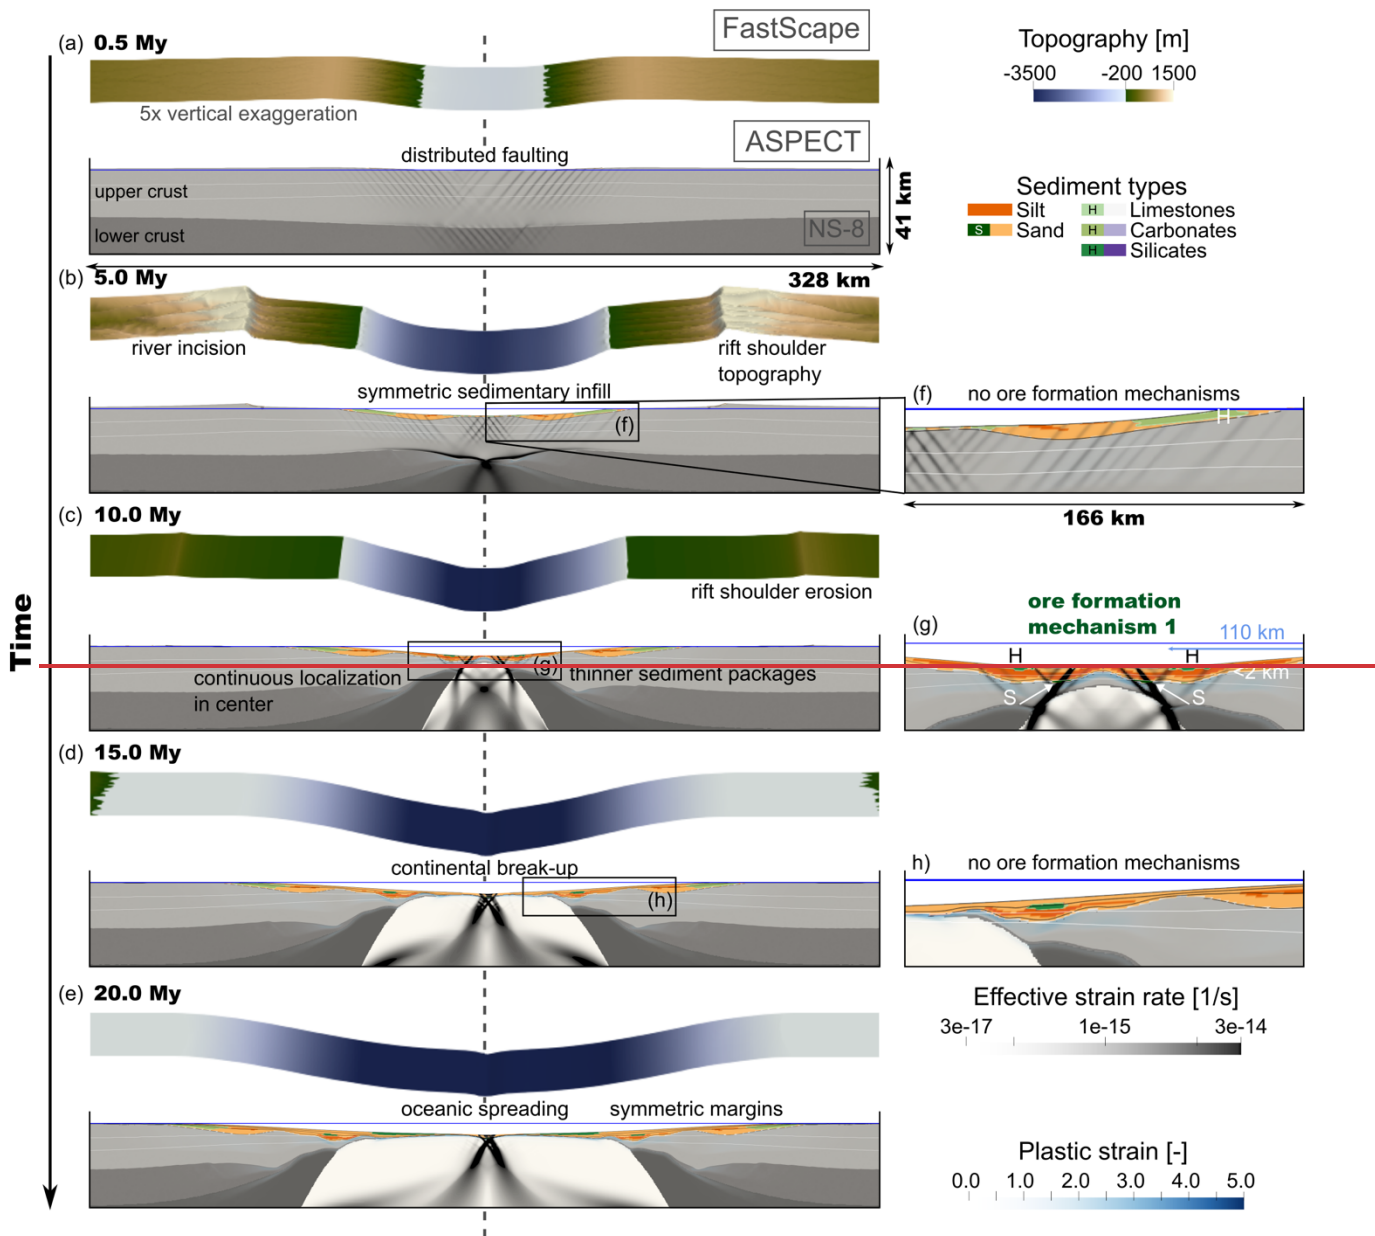 (a) 0.5 My
FastScape
5x vertical exaggeration
Topography [m]
-3500 -200 1500
ASPECT
distributed faulting
upper crust
lower crust
NS-8
41 km
328 km
Sediment types
Silt
S Sand
H Limestones
H Carbonates
H Silicates
(b) 5.0 My
river incision
rift shoulder
topography
symmetric sedimentary infill
(f)
(f) no ore formation mechanisms
H
166 km
(c) 10.0 My
rift shoulder erosion
Time
(g)
continuous localization
in center
thinner sediment packages
ore formation
mechanism 1
(g)
110 km
H H
<2 km
S S
(d) 15.0 My
continental break-up
(h)
h) no ore formation mechanisms
(e) 20.0 My
oceanic spreading
symmetric margins
Effective strain rate [1/s]
3e-17 1e-15 3e-14
Plastic strain [-]
0.0 1.0 2.0 3.0 4.0 5.0